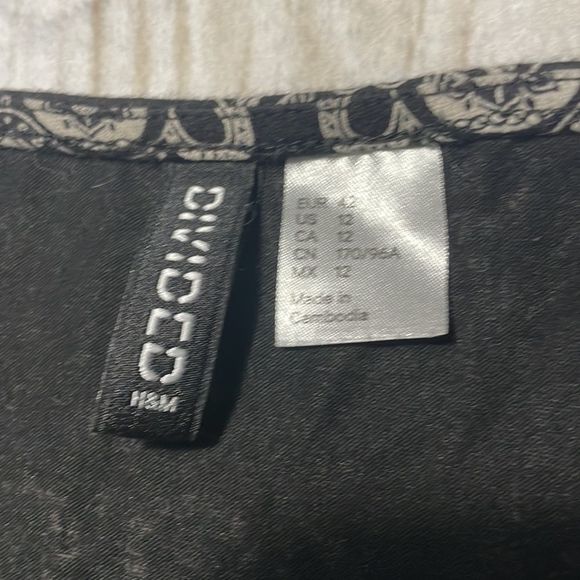 DIVIDED
H&M
EUR 42
US 12
CA 12
CN 170/96A
MX 12
Made in
Cambodia